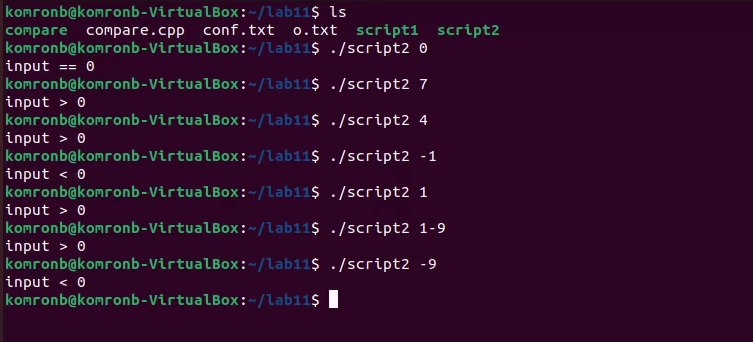 komronb@komronb-VirtualBox:~/lab11$ ls
compare  compare.cpp  conf.txt  o.txt  script1  script2
komronb@komronb-VirtualBox:~/lab11$ ./script2 0
input == 0
komronb@komronb-VirtualBox:~/lab11$ ./script2 7
input > 0
komronb@komronb-VirtualBox:~/lab11$ ./script2 4
input > 0
komronb@komronb-VirtualBox:~/lab11$ ./script2 -1
input < 0
komronb@komronb-VirtualBox:~/lab11$ ./script2 1
input > 0
komronb@komronb-VirtualBox:~/lab11$ ./script2 1-9
input > 0
komronb@komronb-VirtualBox:~/lab11$ ./script2 -9
input < 0
komronb@komronb-VirtualBox:~/lab11$